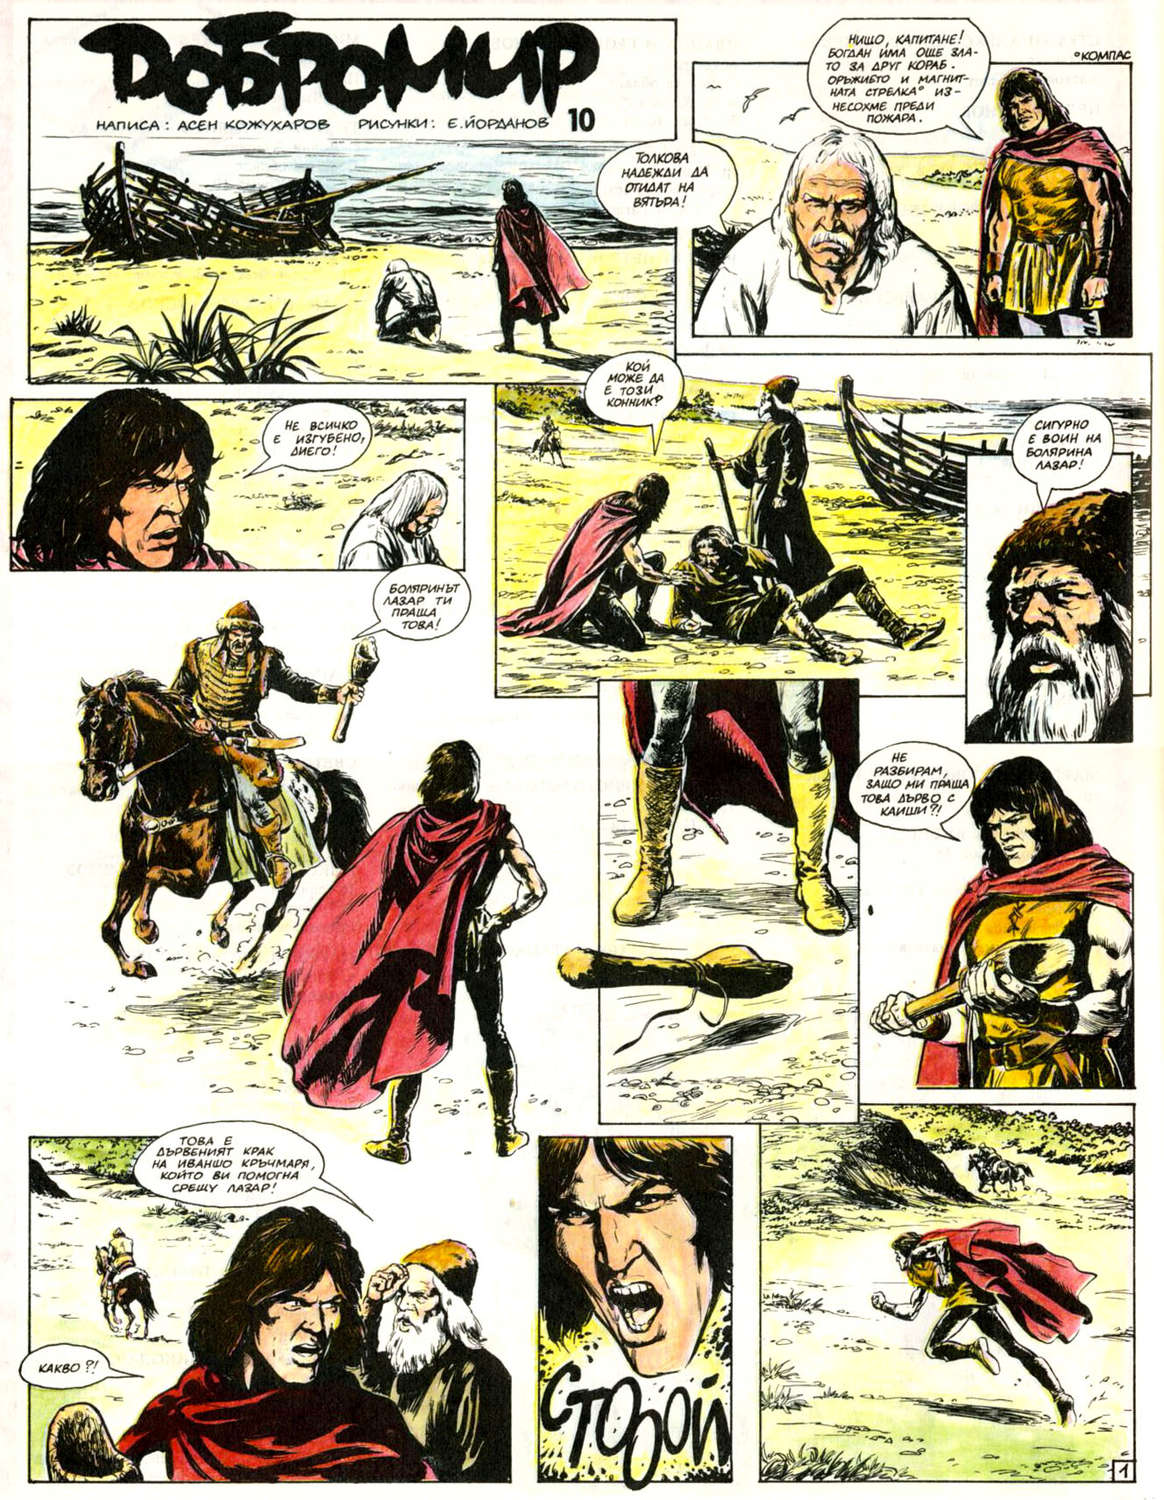 ДОБРОМИР
НАПИСА: АСЕН КОЖУХАРОВ РИСУНКИ: Е. ЙОРДАНОВ 10
ТОЛКОВА
НАДЕЖДИ ДА
ОТИДАТ НА
ВЯТЪРА!
НИЩО, КАПИТАНЕ!
БОГДАН ИМА ОЩЕ ЗЛА-
ТО ЗА ДРУГ КОРАБ.
ОРЪЖИЕТО И МАГНИТ-
НАТА СТРЕЛКА° ИЗ-
НЕСОХМЕ ПРЕДИ
ПОЖАРА.
°КОМПАС
НЕ ВСИЧКО
Е ИЗГУБЕНО,
ДИЕГО!
КОЙ
МОЖЕ ДА
Е ТОЗИ
КОННИК?
СИГУРНО
Е ВОИН НА
БОЛЯРИНА
ЛАЗАР!
БОЛЯРИНЪТ
ЛАЗАР ТИ
ПРАЩА
ТОВА!
НЕ
РАЗБИРАМ,
ЗАЩО МИ ПРАЩА
ТОВА ДЪРВО С
КАИШИ?!
ТОВА Е
ДЪРВЕНИЯТ КРАК
НА ИВАНШО КРЪЧМАРЯ,
КОЙТО ВИ ПОМОГНА
СРЕЩУ ЛАЗАР!
КАКВО?!
СТОООЙ
1